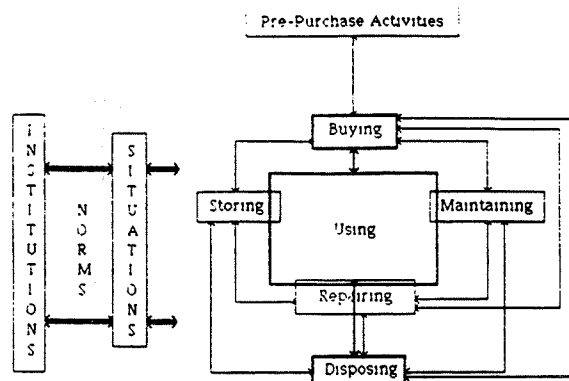 Pre-Purchase Activities
INSTITUTIONS
NORMS
SITUATIONS
Buying
Storing
Using
Maintaining
Repairing
Disposing